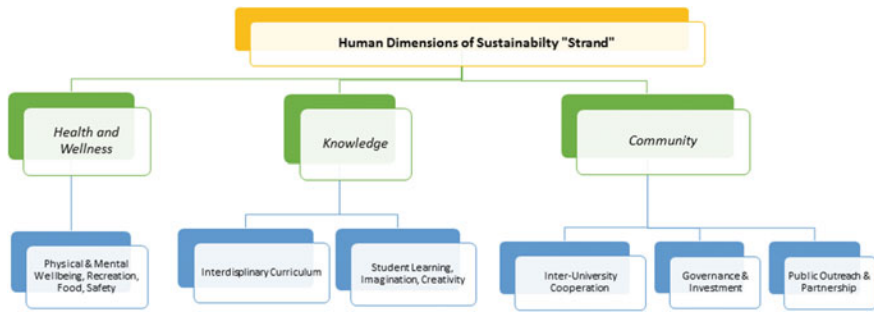 Human Dimensions of Sustainabilty "Strand"
Health and
Wellness
Knowledge
Community
Physical & Mental
Wellbeing, Recreation,
Food, Safety
Interdisciplinary Curriculum
Student Learning,
Imagination, Creativity
Inter-University
Cooperation
Governance &
Investment
Public Outreach &
Partnership